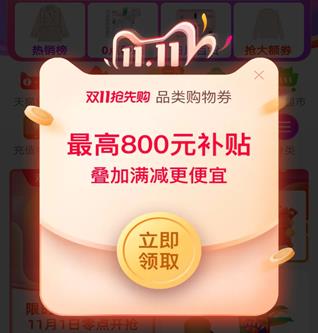 热销榜
抢大额券
11.11
双11抢先购 品类购物券
最高800元补贴
叠加满减更便宜
立即
领取
11月1日零点开抢